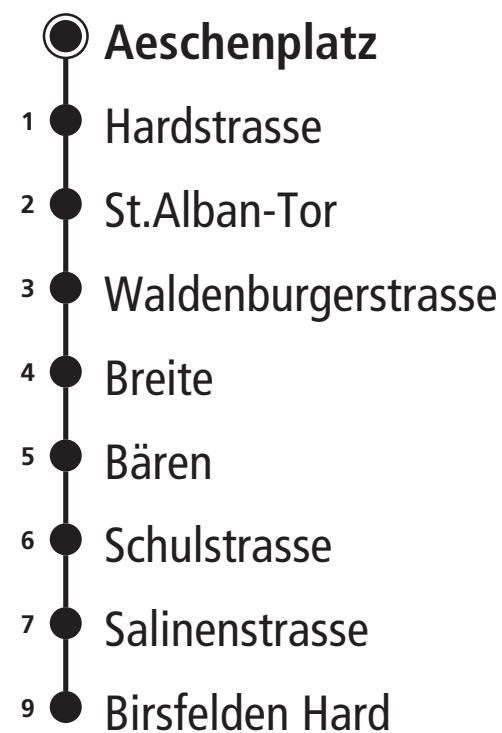 Aeschenplatz
1 Hardstrasse
2 St.Alban-Tor
3 Waldenburgerstrasse
4 Breite
5 Bären
6 Schulstrasse
7 Salinenstrasse
9 Birsfelden Hard